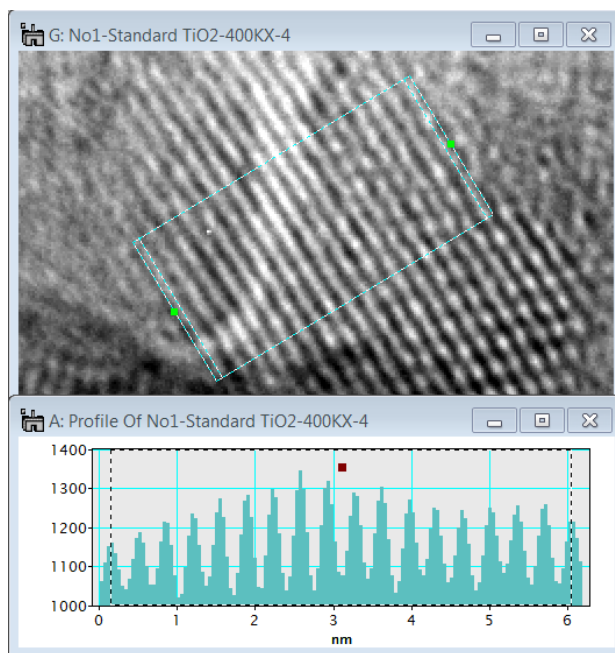 G: No1-Standard TiO2-400KX-4
A: Profile Of No1-Standard TiO2-400KX-4
1400
1300
1200
1100
1000
0 1 2 3 4 5 6
nm